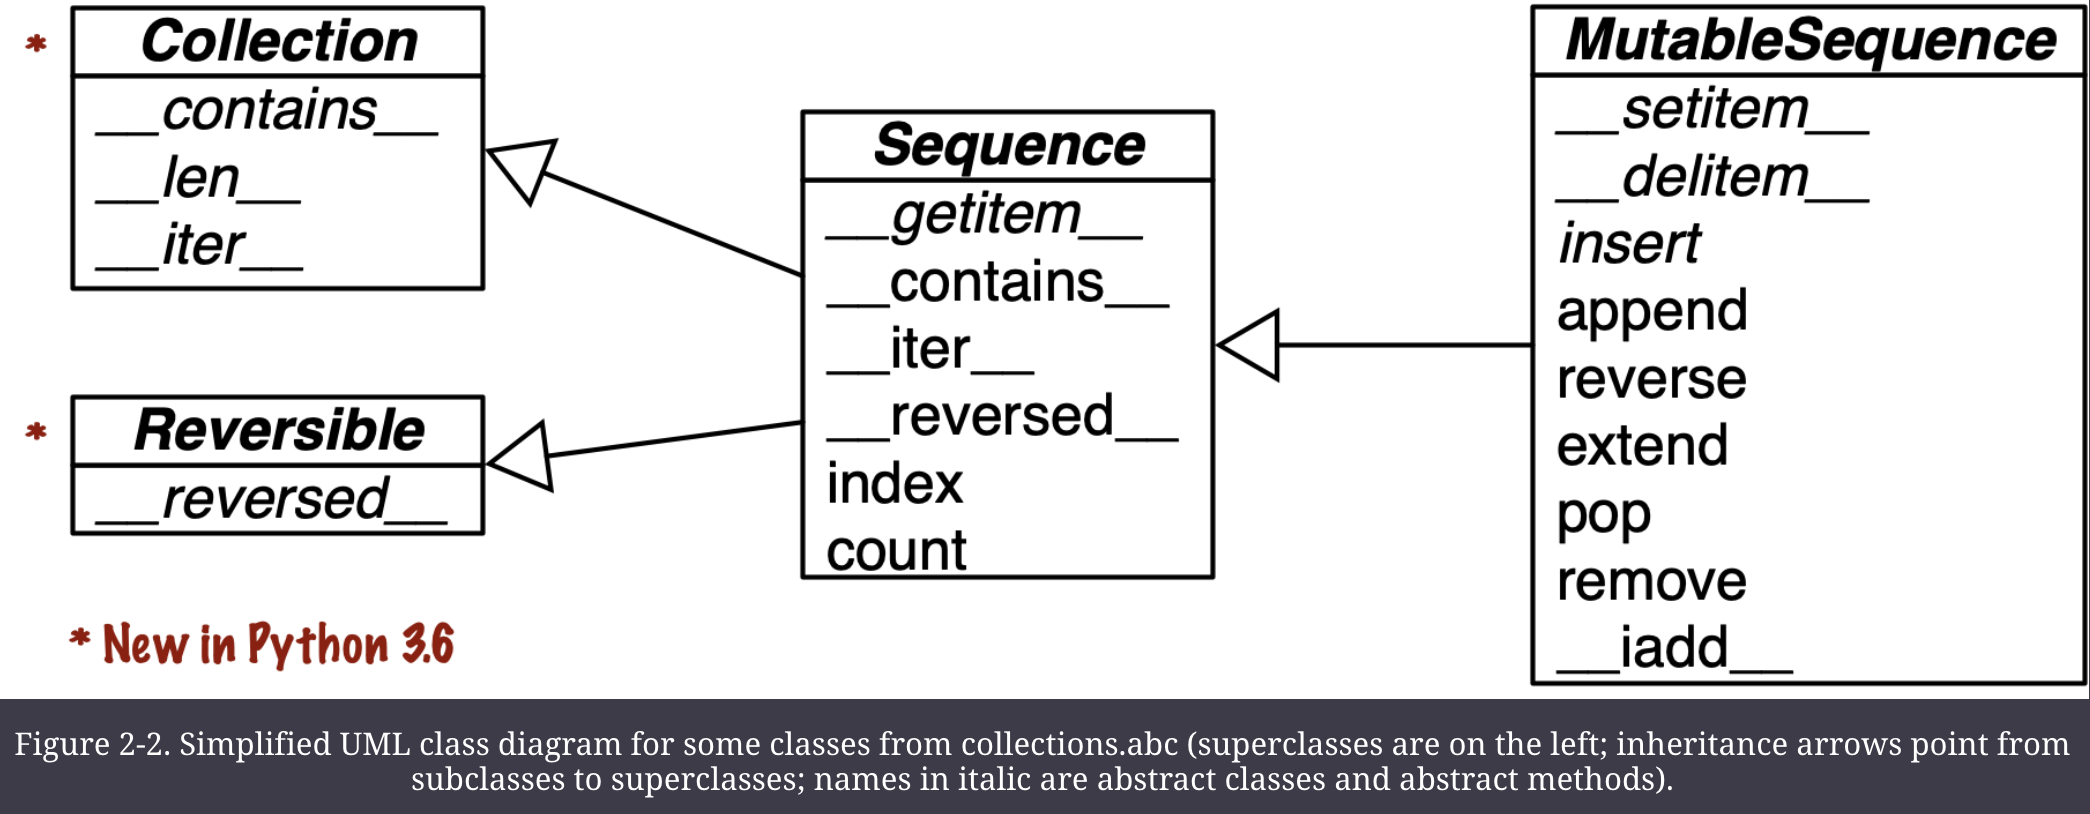 *
Collection
__contains__
__len__
__iter__
*
Reversible
__reversed__
* New in Python 3.6
Sequence
__getitem__
__contains__
__iter__
__reversed__
index
count
MutableSequence
__setitem__
__delitem__
insert
append
reverse
extend
pop
remove
__iadd__
Figure 2-2. Simplified UML class diagram for some classes from collections.abc (superclasses are on the left; inheritance arrows point from
subclasses to superclasses; names in italic are abstract classes and abstract methods).